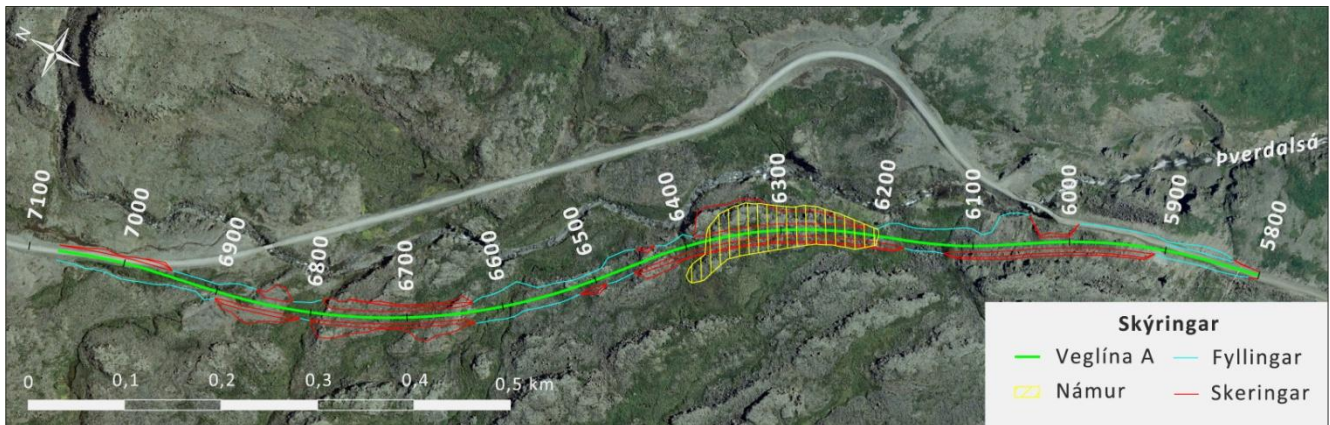 N
7100
7000
6900
6800
6700
6600
6500
6400
6300
6200
6100
6000
5900
5800
Þverdalsá
0 0,1 0,2 0,3 0,4 0,5 km
Skýringar
Veglína A Fyllingar
Námur Skeringar